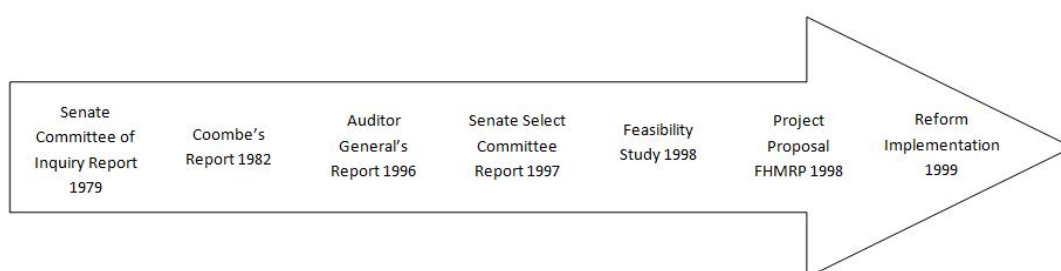 Senate
Committee of
Inquiry Report
1979
Coombe's
Report 1982
Auditor
General's
Report 1996
Senate Select
Committee
Report 1997
Feasibility
Study 1998
Project
Proposal
FHMRP 1998
Reform
Implementation
1999